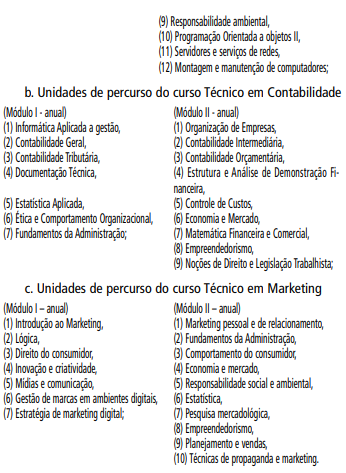 (9) Responsabilidade ambiental,
(10) Programação Orientada a objetos II,
(11) Servidores e serviços de redes,
(12) Montagem e manutenção de computadores;
b. Unidades de percurso do curso Técnico em Contabilidade
(Módulo I - anual)
(1) Informática Aplicada a gestão,
(2) Contabilidade Geral,
(3) Contabilidade Tributária,
(4) Documentação Técnica,
(5) Estatística Aplicada,
(6) Ética e Comportamento Organizacional,
(7) Fundamentos da Administração;
(Módulo II - anual)
(1) Organização de Empresas,
(2) Contabilidade Intermediária,
(3) Contabilidade Orçamentária,
(4) Estrutura e Análise de Demonstração Fi-
nanceira,
(5) Controle de Custos,
(6) Economia e Mercado,
(7) Matemática Financeira e Comercial,
(8) Empreendedorismo,
(9) Noções de Direito e Legislação Trabalhista;
c. Unidades de percurso do curso Técnico em Marketing
(Módulo I – anual)
(1) Introdução ao Marketing,
(2) Lógica,
(3) Direito do consumidor,
(4) Inovação e criatividade,
(5) Mídias e comunicação,
(6) Gestão de marcas em ambientes digitais,
(7) Estratégia de marketing digital;
(Módulo II – anual)
(1) Marketing pessoal e de relacionamento,
(2) Fundamentos da Administração,
(3) Comportamento do consumidor,
(4) Economia e mercado,
(5) Responsabilidade social e ambiental,
(6) Estatística,
(7) Pesquisa mercadológica,
(8) Empreendedorismo,
(9) Planejamento e vendas,
(10) Técnicas de propaganda e marketing.